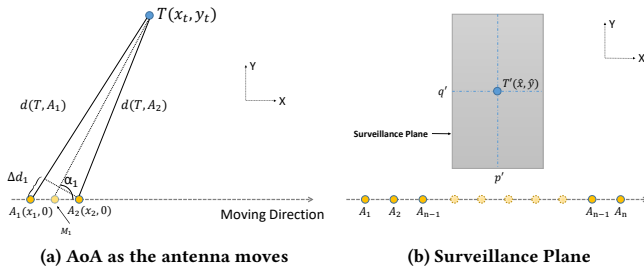 T(x_t, y_t)
Y
X
d(T, A_1)
d(T, A_2)
Δd_1
α_1
A_1(x_1, 0)
A_2(x_2, 0)
M_1
Moving Direction
(a) AoA as the antenna moves
Y
X
T'(x̂, ŷ)
q'
Surveillance Plane
p'
A_1 A_2 A_{n-1} A_{n-1} A_n
(b) Surveillance Plane